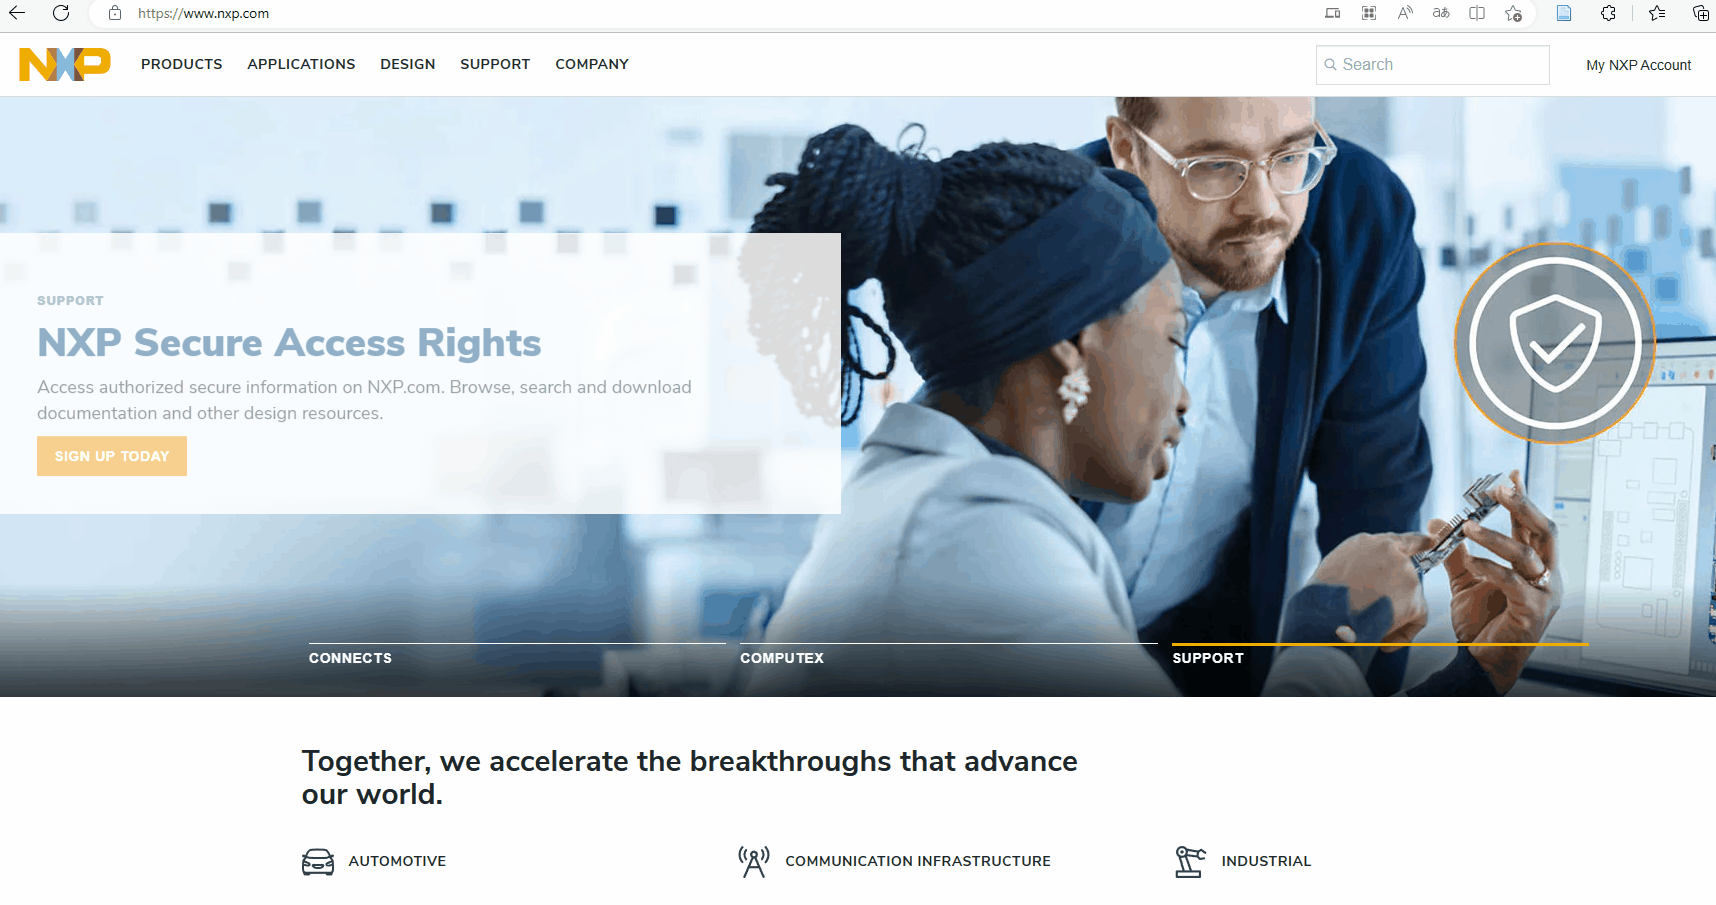 https://www.nxp.com
NXP
PRODUCTS
APPLICATIONS
DESIGN
SUPPORT
COMPANY
Search
My NXP Account
SUPPORT
NXP Secure Access Rights
Access authorized secure information on NXP.com. Browse, search and download
documentation and other design resources.
SIGN UP TODAY
CONNECTS
COMPUTEX
SUPPORT
Together, we accelerate the breakthroughs that advance
our world.
AUTOMOTIVE
COMMUNICATION INFRASTRUCTURE
INDUSTRIAL